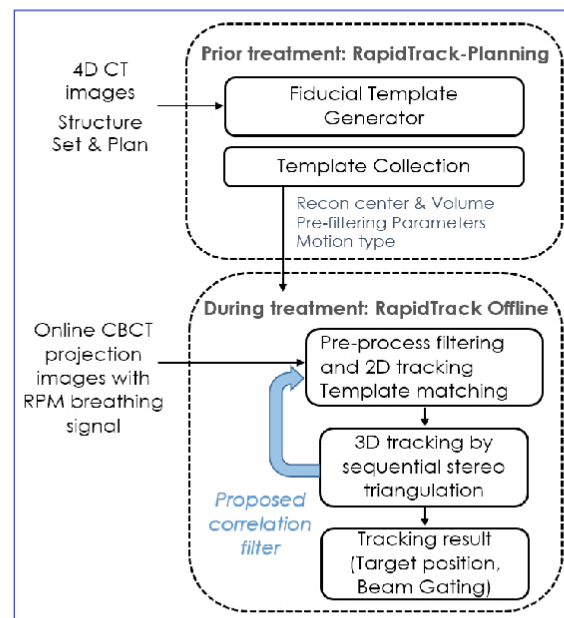 Prior treatment: RapidTrack-Planning
4D CT
images
Structure
Set & Plan
Fiducial Template
Generator
Template Collection
Recon center & Volume
Pre-filtering Parameters
Motion type
During treatment: RapidTrack Offline
Online CBCT
projection
images with
RPM breathing
signal
Pre-process filtering
and 2D tracking
Template matching
3D tracking by
sequential stereo
triangulation
Proposed
correlation
filter
Tracking result
(Target position,
Beam Gating)